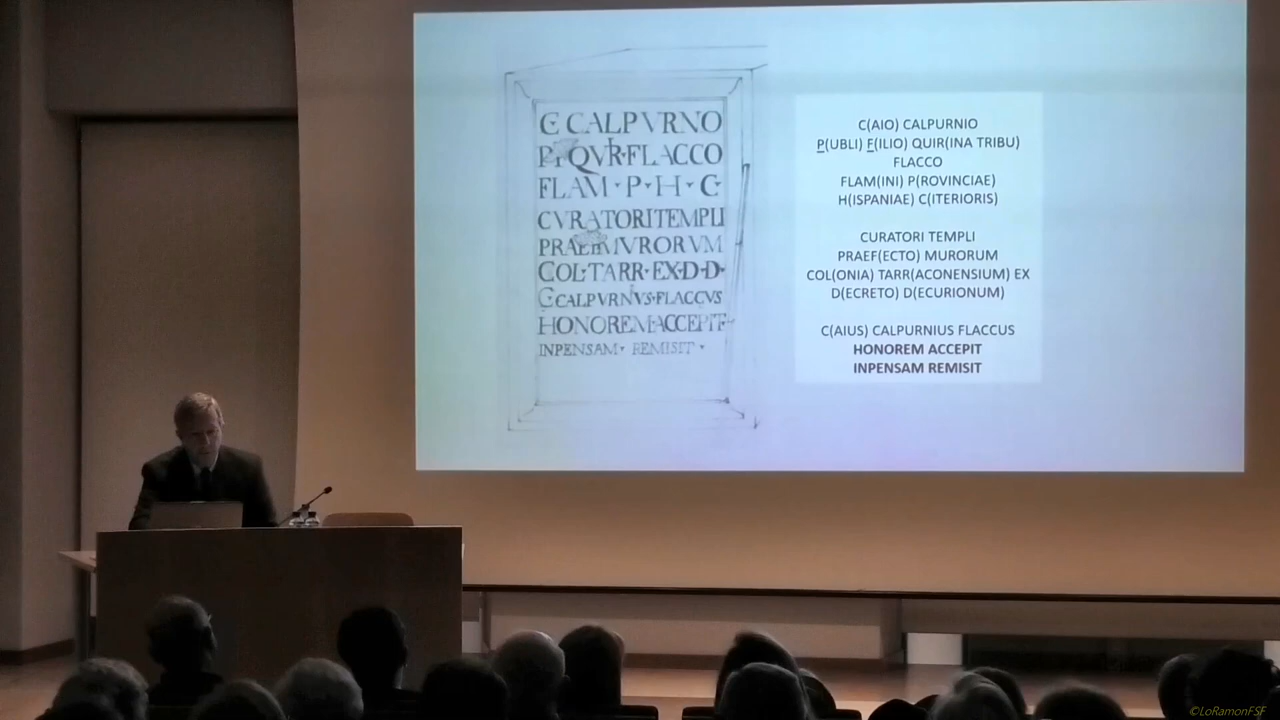 C CALPVRNO
P F QVR·FLACCO
FLAM · P · H · C
CVRATORI TEMPLI
PRAEF MVRORVM
COL·TARR·EX·D·D·
C CALPVRNVS·FLACCVS
HONOREM·ACCEPIT·
INPENSAM · REMISIT ·
C(AIO) CALPURNIO
P(UBLI) F(ILIO) QUIR(INA TRIBU)
FLACCO
FLAM(INI) P(ROVINCIAE)
H(ISPANIAE) C(ITERIORIS)
CURATORI TEMPLI
PRAEF(ECTO) MURORUM
COL(ONIA) TARR(ACONENSIUM) EX
D(ECRETO) D(ECURIONUM)
C(AIUS) CALPURNIUS FLACCUS
HONOREM ACCEPIT
INPENSAM REMISIT
©LoRamonFSF